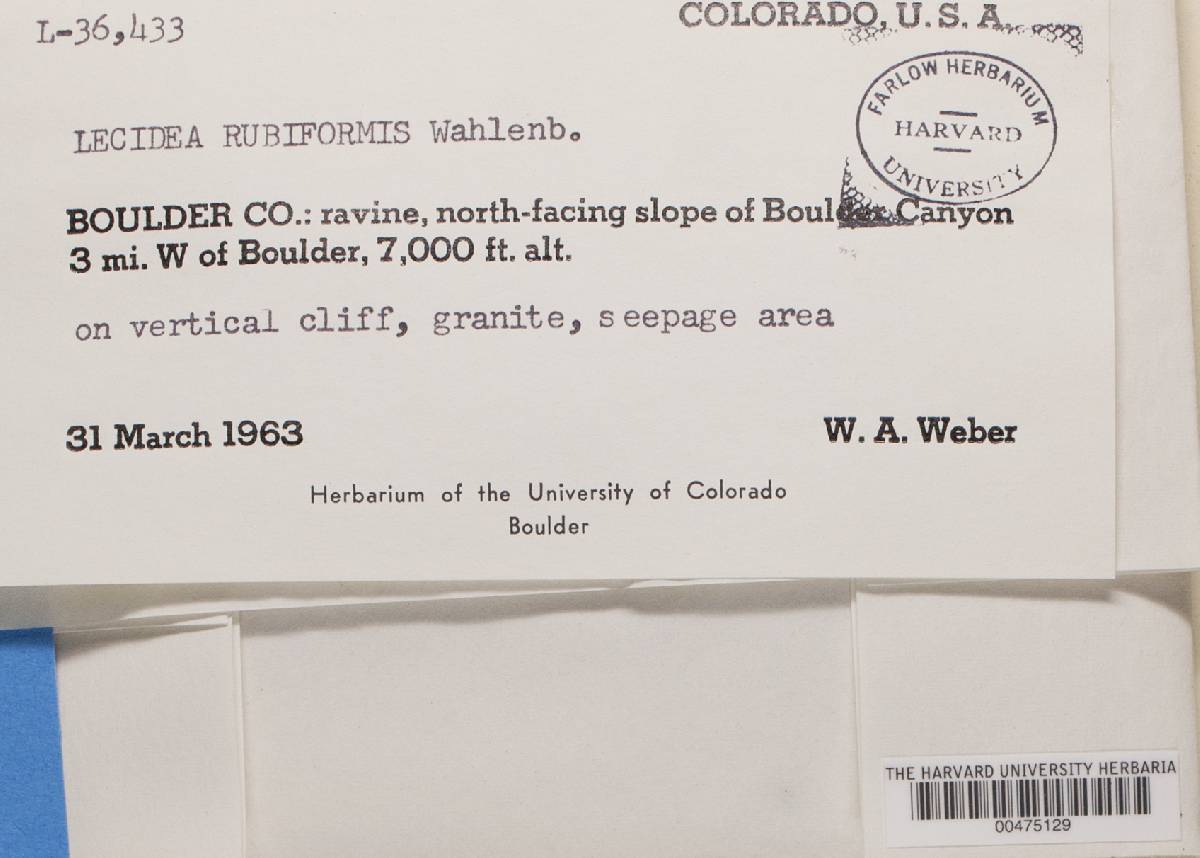 L-36,433
COLORADO, U.S.A.
FARLOW HERBARIUM
HARVARD
UNIVERSITY
LECIDEA RUBIFORMIS Wahlenb.
BOULDER CO.: ravine, north-facing slope of Boulder Canyon
3 mi. W of Boulder, 7,000 ft. alt.
on vertical cliff, granite, seepage area
31 March 1963
W. A. Weber
Herbarium of the University of Colorado
Boulder
THE HARVARD UNIVERSITY HERBARIA
00475129